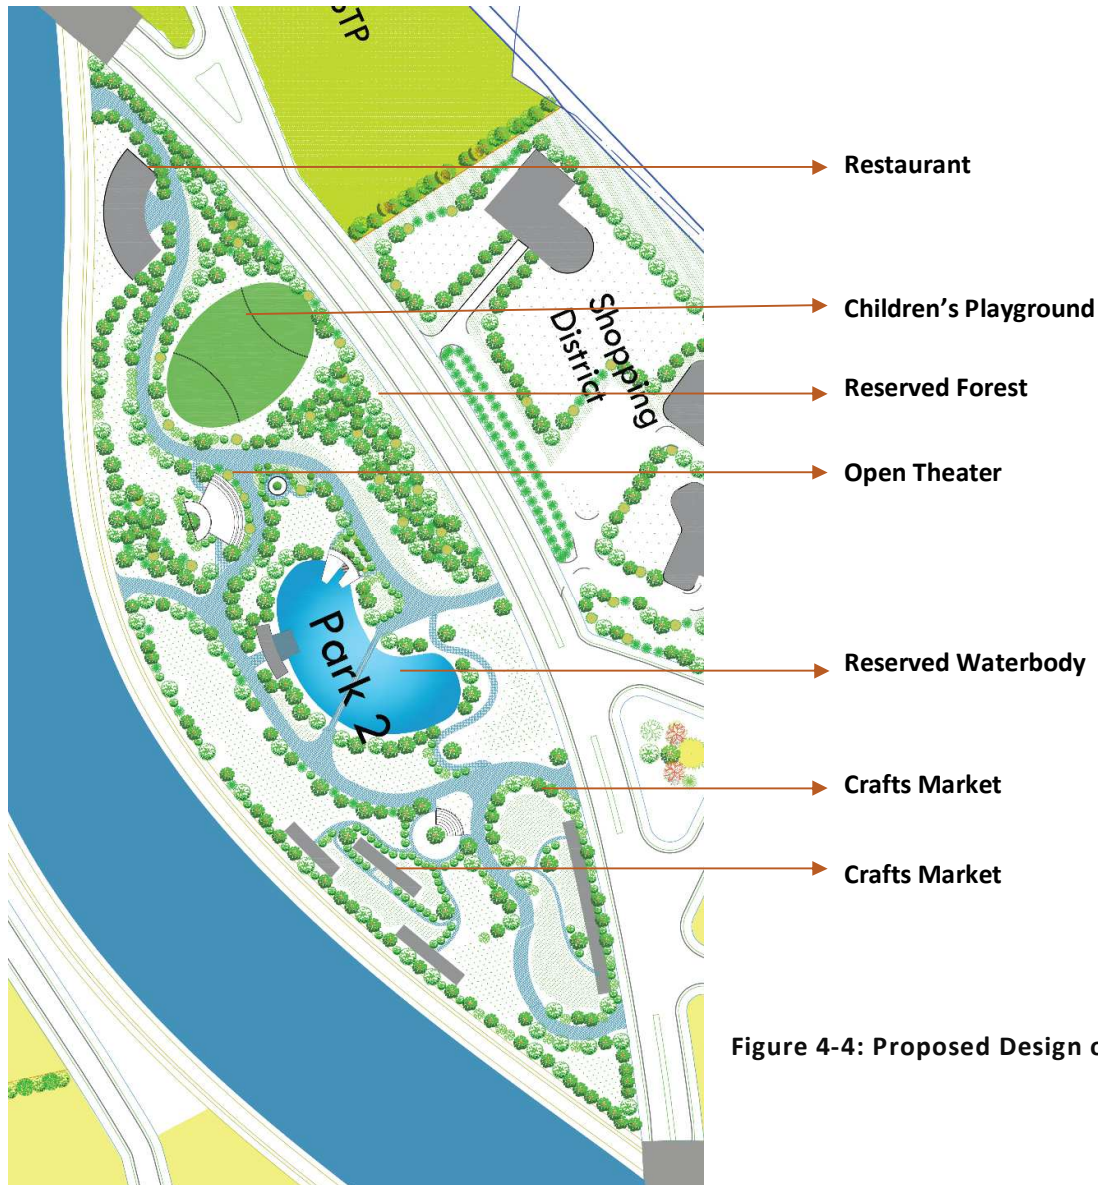 STP
Restaurant
Children’s Playground
Shopping
District
Reserved Forest
Open Theater
Park 2
Reserved Waterbody
Crafts Market
Crafts Market
Figure 4-4: Proposed Design